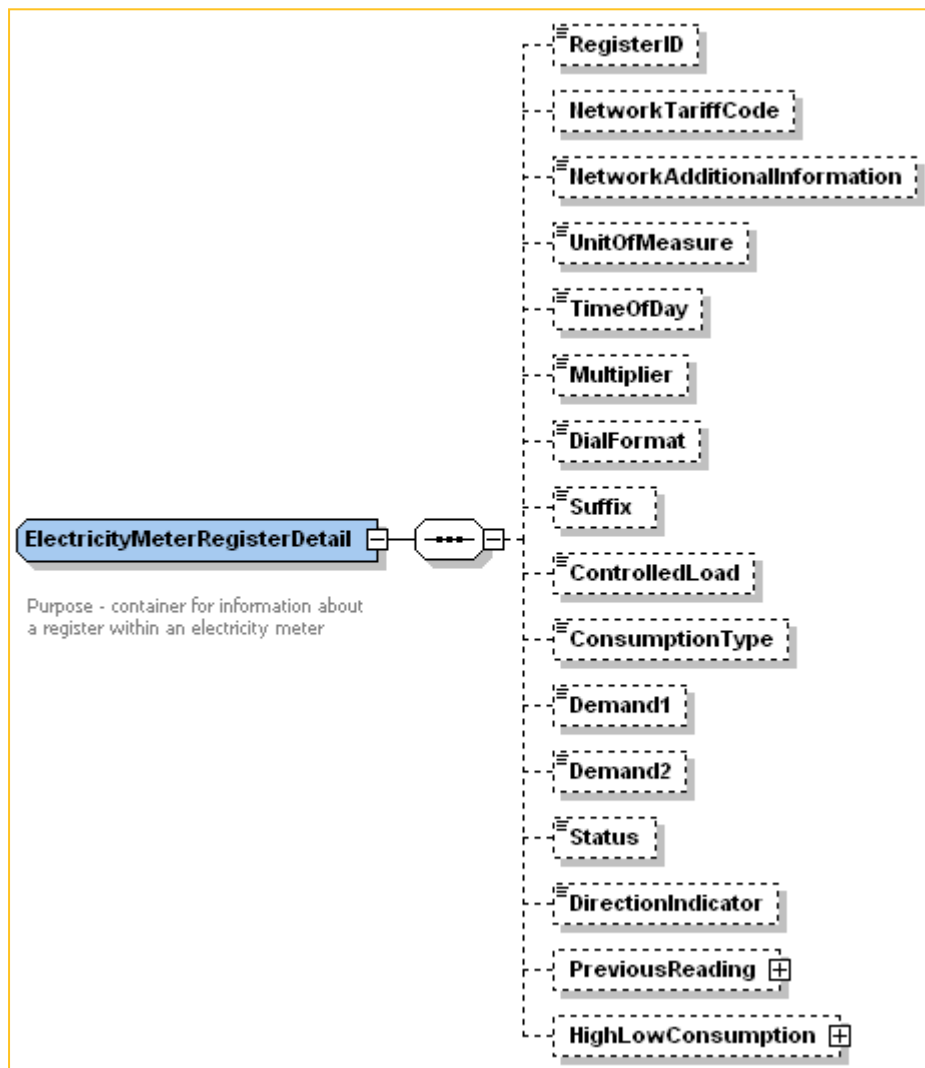 RegisterID
NetworkTariffCode
NetworkAdditionalInformation
UnitOfMeasure
TimeOfDay
Multiplier
DialFormat
Suffix
ElectricityMeterRegisterDetail
ControlledLoad
Purpose - container for information about
a register within an electricity meter
ConsumptionType
Demand1
Demand2
Status
DirectionIndicator
PreviousReading
HighLowConsumption